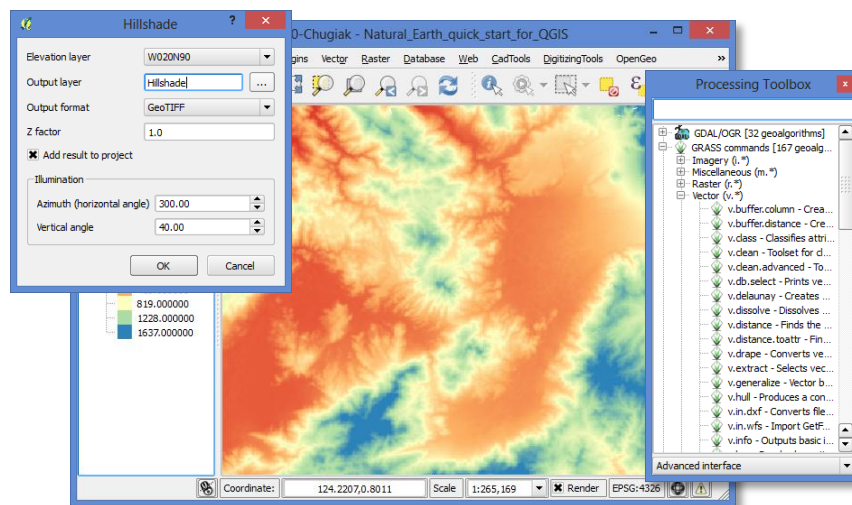 Hillshade
?
x
Elevation layer
W020N90
Output layer
Hillshade
...
Output format
GeoTIFF
Z factor
1.0
Add result to project
Illumination
Azimuth (horizontal angle)
300.00
Vertical angle
40.00
OK
Cancel
0-Chugiak - Natural_Earth_quick_start_for_QGIS
gins Vector Raster Database Web CadTools DigitizingTools OpenGeo »
819.000000
1228.000000
1637.000000
Coordinate: 124.2207,0.8011 Scale 1:265,169 Render EPSG:4326
Processing Toolbox
x
GDAL/OGR [32 geoalgorithms]
GRASS commands [167 geoalg...
Imagery (i.*)
Miscellaneous (m.*)
Raster (r.*)
Vector (v.*)
v.buffer.column - Crea...
v.buffer.distance - Cre...
v.class - Classifies attri...
v.clean - Toolset for cl...
v.clean.advanced - To...
v.db.select - Prints ve...
v.delaunay - Creates ...
v.dissolve - Dissolves ...
v.distance - Finds the ...
v.distance.toattr - Fin...
v.drape - Converts ve...
v.extract - Selects vec...
v.generalize - Vector b...
v.hull - Produces a con...
v.in.dxf - Converts file...
v.in.wfs - Import GetF...
v.info - Outputs basic i...
Advanced interface